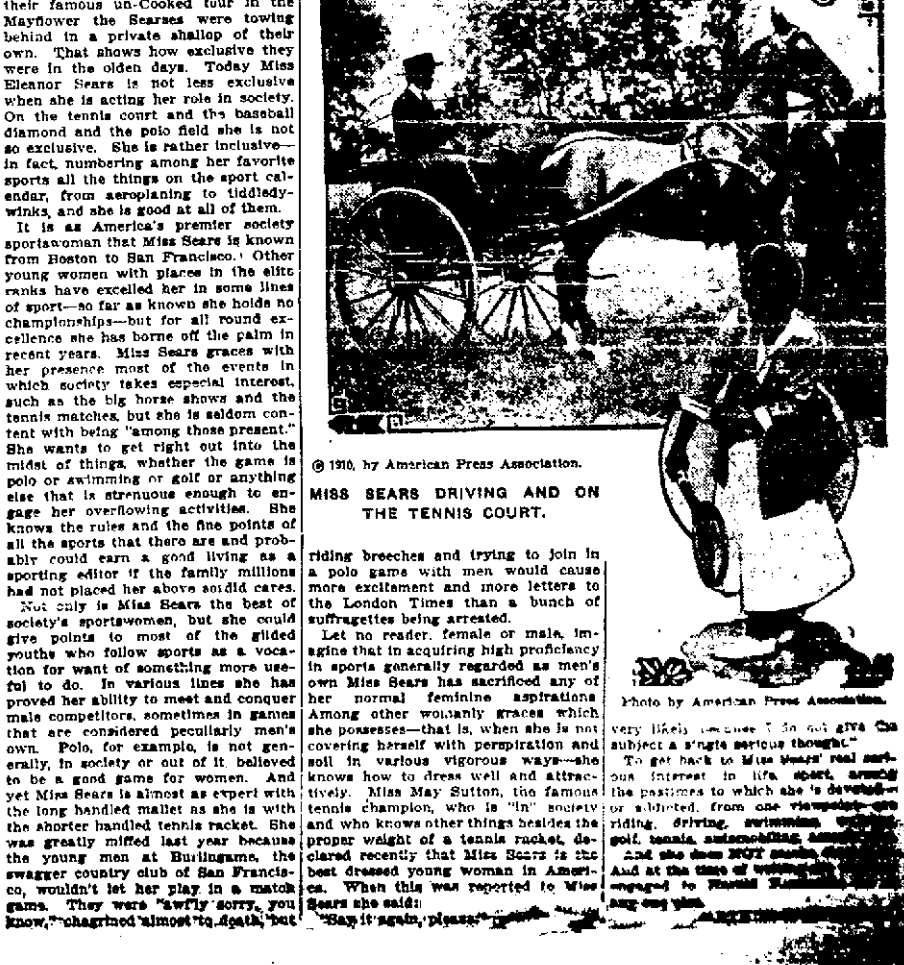 their famous un-Cooked tour in the
Mayflower the Searses were towing
behind in a private shallop of their
own. That shows how exclusive they
were in the olden days. Today Miss
Eleanor Sears is not less exclusive
when she is acting her role in society.
On the tennis court and the baseball
diamond and the polo field she is not
so exclusive. She is rather inclusive—
in fact, numbering among her favorite
sports all the things on the sport cal-
endar, from aeroplaning to tiddledy-
winks, and she is good at all of them.
It is as America's premier society
sportswoman that Miss Sears is known
from Boston to San Francisco. Other
young women with places in the elite
ranks have excelled her in some lines
of sport—so far as known she holds no
championships—but for all round ex-
cellence she has borne off the palm in
recent years. Miss Sears graces with
her presence most of the events in
which society takes especial interest,
such as the big horse shows and the
tennis matches, but she is seldom con-
tent with being "among those present."
She wants to get right out into the
midst of things, whether the game is
polo or swimming or golf or anything
else that is strenuous enough to en-
gage her overflowing activities. She
knows the rules and the fine points of
all the sports that there are and prob-
ably could earn a good living as a
sporting editor if the family millions
had not placed her above sordid cares.
Not only is Miss Sears the best of
society's sportswomen, but she could
give points to most of the gilded
youths who follow sports as a voca-
tion for want of something more use-
ful to do. In various lines she has
proved her ability to meet and conquer
male competitors, sometimes in games
that are considered peculiarly men's
own. Polo, for example, is not gen-
erally, in society or out of it, believed
to be a good game for women. And
yet Miss Sears is almost as expert with
the long handled mallet as she is with
the shorter handled tennis racket. She
was greatly miffed last year because
the young men at Burlingame, the
swagger country club of San Francis-
co, wouldn't let her play in a match
game. They were "awfly sorry, you
know," chagrined almost to death, but
© 1910, by American Press Association.
MISS SEARS DRIVING AND ON
THE TENNIS COURT.
riding breeches and trying to join in
a polo game with men would cause
more excitement and more letters to
the London Times than a bunch of
suffragettes being arrested.
Let no reader, female or male, im-
agine that in acquiring high proficiency
in sports generally regarded as men's
own Miss Sears has sacrificed any of
her normal feminine aspirations
Among other womanly graces which
she possesses—that is, when she is not
covering herself with perspiration and
soil in various vigorous ways—she
knows how to dress well and attrac-
tively. Miss May Sutton, the famous
tennis champion, who is "in" society
and who knows other things besides the
proper weight of a tennis racket, de-
clared recently that Miss Sears is the
best dressed young woman in Ameri-
ca. When this was reported to Miss
Sears she said:
"Say it again, please;
Photo by American Press Association.
very likely because I do not give the
subject a single serious thought."
To get back to Miss Sears' real seri-
ous interest in life, sport, among
the pastimes to which she is devoted—
or addicted, from one viewpoint—are
riding, driving, swimming,
golf, tennis, automobiling,
And she does NOT smoke
And at the time of
engaged to Harold
any one else.